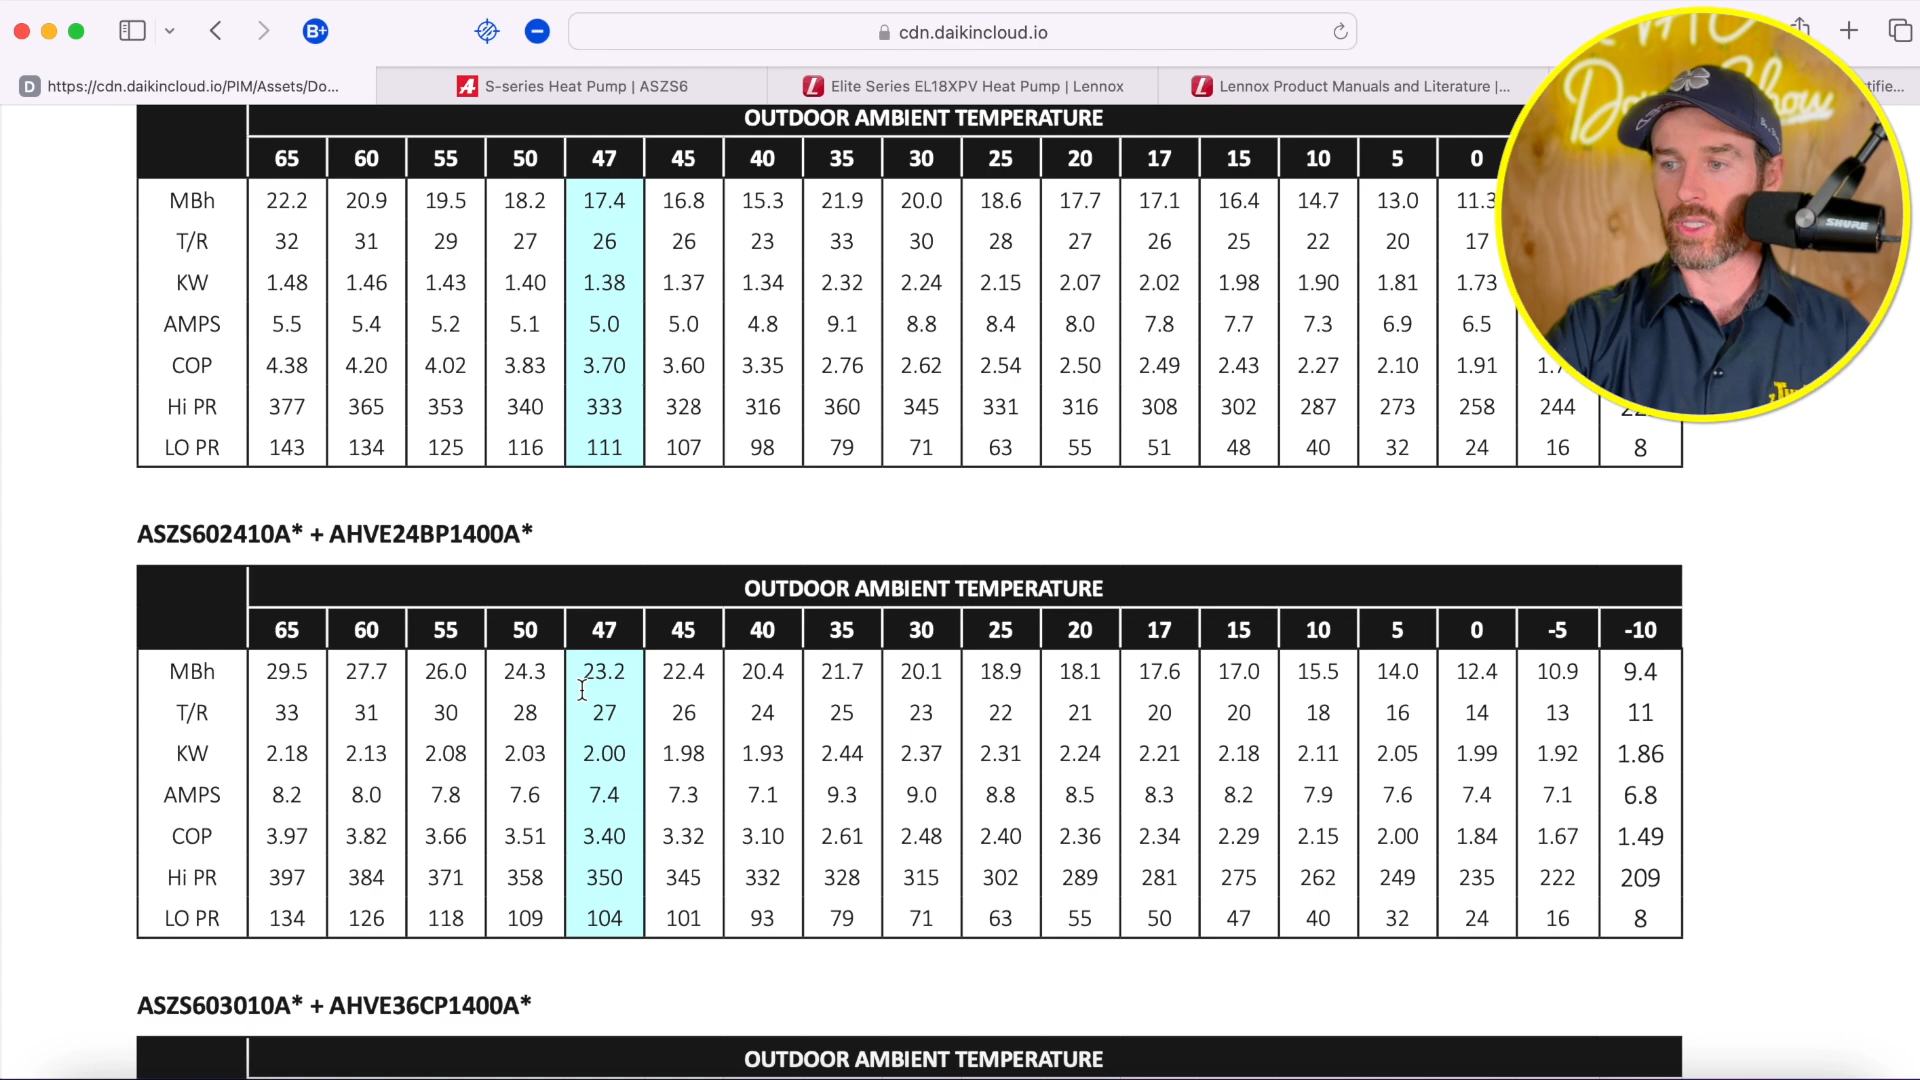 B+
cdn.daikincloud.io
D https://cdn.daikincloud.io/PIM/Assets/Do...
S-series Heat Pump | ASZS6
Elite Series EL18XPV Heat Pump | Lennox
Lennox Product Manuals and Literature |...
tifie...
OUTDOOR AMBIENT TEMPERATURE
65 60 55 50 47 45 40 35 30 25 20 17 15 10 5 0
MBh 22.2 20.9 19.5 18.2 17.4 16.8 15.3 21.9 20.0 18.6 17.7 17.1 16.4 14.7 13.0 11.3
T/R 32 31 29 27 26 26 23 33 30 28 27 26 25 22 20 17
KW 1.48 1.46 1.43 1.40 1.38 1.37 1.34 2.32 2.24 2.15 2.07 2.02 1.98 1.90 1.81 1.73
AMPS 5.5 5.4 5.2 5.1 5.0 5.0 4.8 9.1 8.8 8.4 8.0 7.8 7.7 7.3 6.9 6.5
COP 4.38 4.20 4.02 3.83 3.70 3.60 3.35 2.76 2.62 2.54 2.50 2.49 2.43 2.27 2.10 1.91
Hi PR 377 365 353 340 333 328 316 360 345 331 316 308 302 287 273 258 244
LO PR 143 134 125 116 111 107 98 79 71 63 55 51 48 40 32 24 16 8
SHURE
Show
ASZS602410A* + AHVE24BP1400A*
OUTDOOR AMBIENT TEMPERATURE
65 60 55 50 47 45 40 35 30 25 20 17 15 10 5 0 -5 -10
MBh 29.5 27.7 26.0 24.3 23.2 22.4 20.4 21.7 20.1 18.9 18.1 17.6 17.0 15.5 14.0 12.4 10.9 9.4
T/R 33 31 30 28 27 26 24 25 23 22 21 20 20 18 16 14 13 11
KW 2.18 2.13 2.08 2.03 2.00 1.98 1.93 2.44 2.37 2.31 2.24 2.21 2.18 2.11 2.05 1.99 1.92 1.86
AMPS 8.2 8.0 7.8 7.6 7.4 7.3 7.1 9.3 9.0 8.8 8.5 8.3 8.2 7.9 7.6 7.4 7.1 6.8
COP 3.97 3.82 3.66 3.51 3.40 3.32 3.10 2.61 2.48 2.40 2.36 2.34 2.29 2.15 2.00 1.84 1.67 1.49
Hi PR 397 384 371 358 350 345 332 328 315 302 289 281 275 262 249 235 222 209
LO PR 134 126 118 109 104 101 93 79 71 63 55 50 47 40 32 24 16 8
ASZS603010A* + AHVE36CP1400A*
OUTDOOR AMBIENT TEMPERATURE